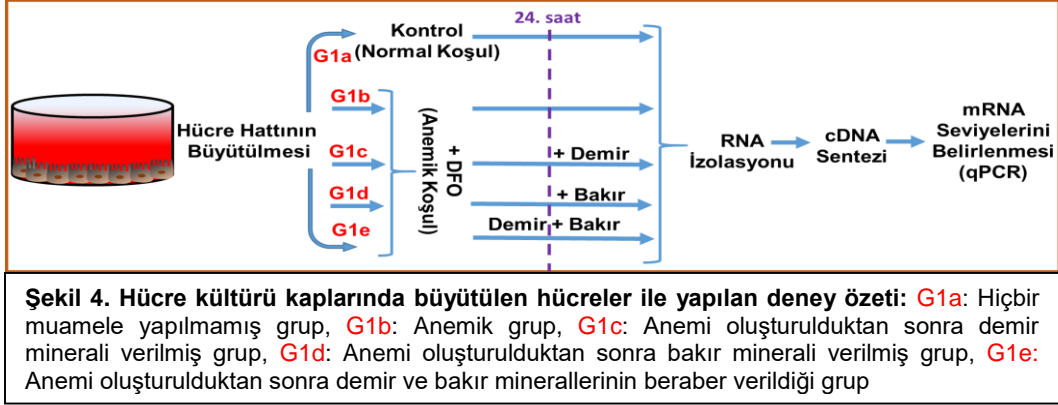 24. saat
Kontrol
(Normal Koşul)
G1a
G1b
G1c
G1d
G1e
Hücre Hattının
Büyütülmesi
+ DFO
(Anemik Koşul)
+ Demir
+ Bakır
Demir + Bakır
RNA
İzolasyonu
cDNA
Sentezi
mRNA
Seviyelerini
Belirlenmesi
(qPCR)
Şekil 4. Hücre kültürü kaplarında büyütülen hücreler ile yapılan deney özeti: G1a: Hiçbir
muamele yapılmamış grup, G1b: Anemik grup, G1c: Anemi oluşturulduktan sonra demir
minerali verilmiş grup, G1d: Anemi oluşturulduktan sonra bakır minerali verilmiş grup, G1e:
Anemi oluşturulduktan sonra demir ve bakır minerallerinin beraber verildiği grup